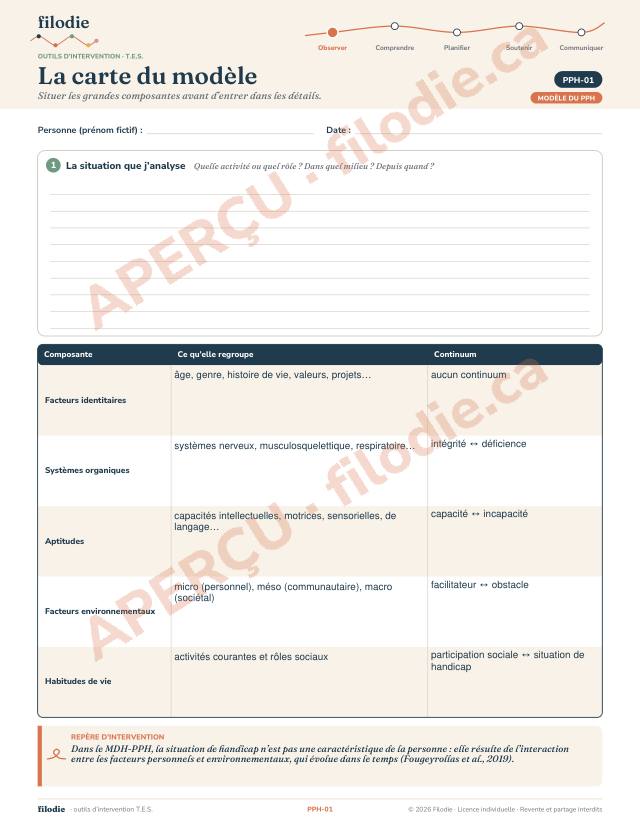 filodie
OUTILS D'INTERVENTION · T.E.S.
Observer Comprendre Planifier Soutenir Communiquer
La carte du modèle
PPH-01
Situer les grandes composantes avant d'entrer dans les détails.
MODÈLE DU PPH
Personne (prénom fictif) : Date :
1 La situation que j'analyse Quelle activité ou quel rôle ? Dans quel milieu ? Depuis quand ?
APERÇU · filodie.ca
Composante Ce qu'elle regroupe Continuum
Facteurs identitaires
âge, genre, histoire de vie, valeurs, projets…
aucun continuum
Systèmes organiques
systèmes nerveux, musculosquelettique, respiratoire…
intégrité ↔ déficience
Aptitudes
capacités intellectuelles, motrices, sensorielles, de
langage…
capacité ↔ incapacité
Facteurs environnementaux
micro (personnel), méso (communautaire), macro
(sociétal)
facilitateur ↔ obstacle
Habitudes de vie
activités courantes et rôles sociaux
participation sociale ↔ situation de
handicap
APERÇU · filodie.ca
REPÈRE D'INTERVENTION
Dans le MDH-PPH, la situation de handicap n'est pas une caractéristique de la personne : elle résulte de l'interaction
entre les facteurs personnels et environnementaux, qui évolue dans le temps (Fougeyrollas et al., 2019).
filodie · outils d'intervention T.E.S. PPH-01 © 2026 Filodie · Licence individuelle · Revente et partage interdits